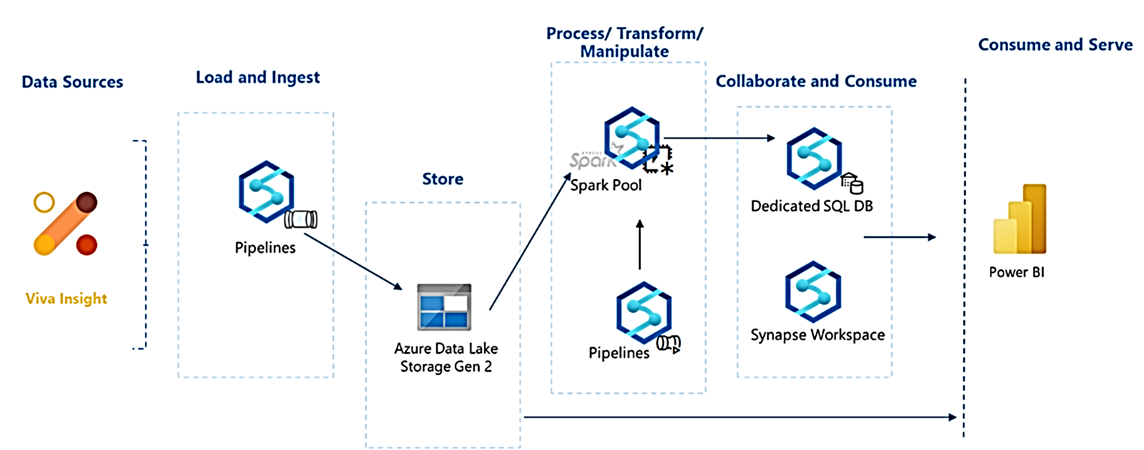 Data Sources
Viva Insight
Load and Ingest
Pipelines
Store
Azure Data Lake
Storage Gen 2
Process/ Transform/
Manipulate
APACHE
Spark
Spark Pool
Pipelines
Collaborate and Consume
Dedicated SQL DB
Synapse Workspace
Consume and Serve
Power BI